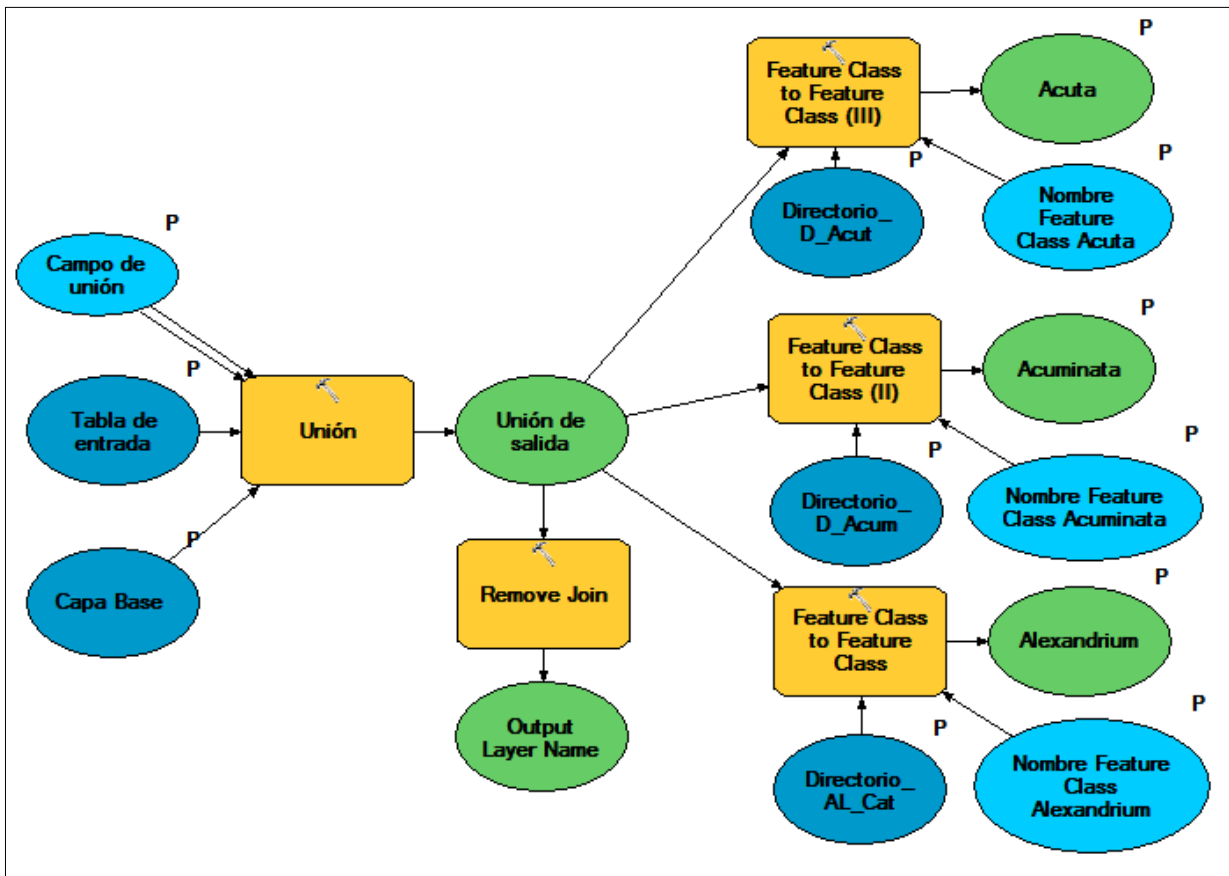 P
Feature Class
to Feature
Class (III)
Acuta
P
P
Directorio_
D_Acut
Nombre
Feature
Class Acuta
P
Campo de
unión
P
Tabla de
entrada
Unión
Unión de
salida
P
Feature Class
to Feature
Class (II)
Acuminata
P
P
Directorio_
D_Acum
Nombre Feature
Class Acuminata
P
Capa Base
Remove Join
Output
Layer Name
P
Feature Class
to Feature
Class
Alexandrium
P
P
Directorio_
AL_Cat
Nombre Feature
Class
Alexandrium